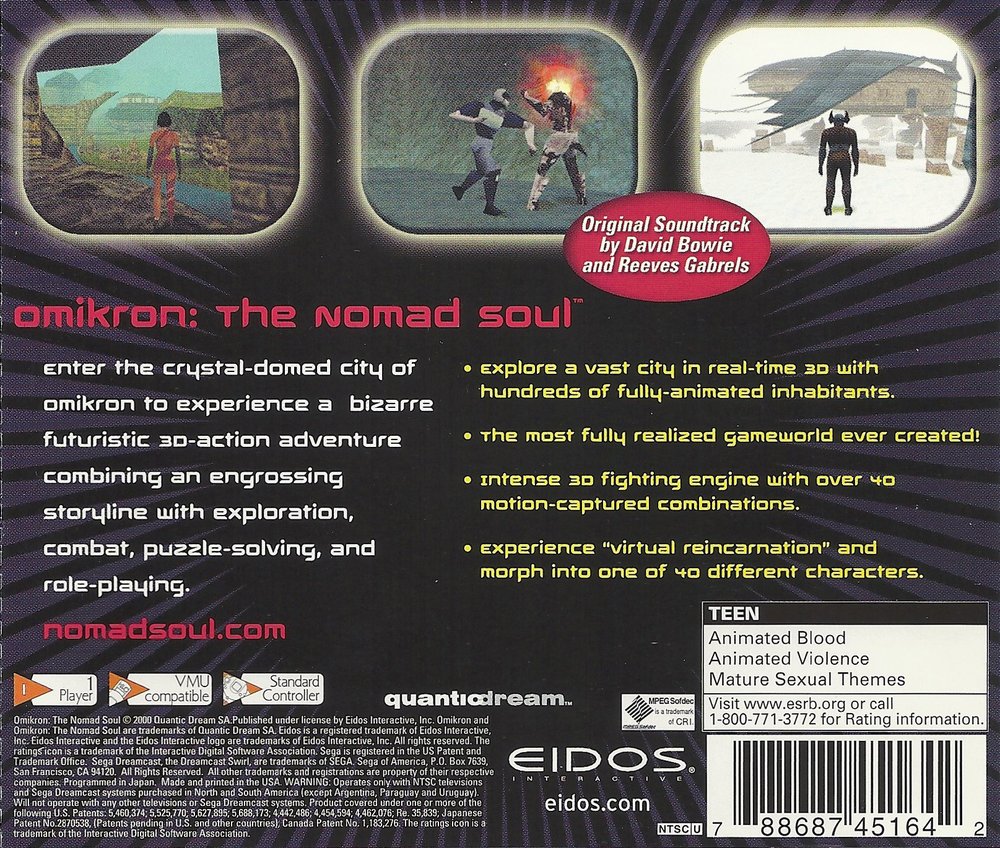 Original Soundtrack
by David Bowie
and Reeves Gabrels
omikron: The Nomad Soul™
enter the crystal-domed city of
omikron to experience a bizarre
futuristic 3D-action adventure
combining an engrossing
storyline with exploration,
combat, puzzle-solving, and
role-playing.
nomadsoul.com
• explore a vast city in real-time 3D with
hundreds of fully-animated inhabitants.
• The most fully realized gameworld ever created!
• Intense 3D fighting engine with over 40
motion-captured combinations.
• experience "virtual reincarnation" and
morph into one of 40 different characters.
TEEN
Animated Blood
Animated Violence
Mature Sexual Themes
Visit www.esrb.org or call
1-800-771-3772 for Rating information.
1
Player
VMU
compatible
Standard
Controller
quanticdream™
MPEG Sofdec
is a trademark
of CRI.
MPEG SOFDEC
Omikron: The Nomad Soul © 2000 Quantic Dream SA.Published under license by Eidos Interactive, Inc. Omikron and
Omikron: The Nomad Soul are trademarks of Quantic Dream SA. Eidos is a registered trademark of Eidos Interactive,
Inc. Eidos Interactive and the Eidos Interactive logo are trademarks of Eidos Interactive, Inc. All rights reserved. The
ratingsicon is a trademark of the Interactive Digital Software Association. Sega is registered in the US Patent and
Trademark Office. Sega Dreamcast, the Dreamcast Swirl, are trademarks of SEGA. Sega of America, P.O. Box 7639,
San Francisco, CA 94120. All Rights Reserved. All other trademarks and registrations are property of their respective
companies. Programmed in Japan. Made and printed in the USA. WARNING: Operates only with NTSC televisions
and Sega Dreamcast systems purchased in North and South America (except Argentina, Paraguay and Uruguay).
Will not operate with any other televisions or Sega Dreamcast systems. Product covered under one or more of the
following U.S. Patents: 5,460,374; 5,525,770; 5,627,895; 5,688,173; 4,442,486; 4,454,594; 4,462,076; Re. 35,839; Japanese
Patent No.2870538, (Patents pending in U.S. and other countries); Canada Patent No. 1,183,276. The ratings icon is a
trademark of the Interactive Digital Software Association.
EIDOS®
INTERACTIVE
eidos.com
NTSC U
7 88687 45164 2